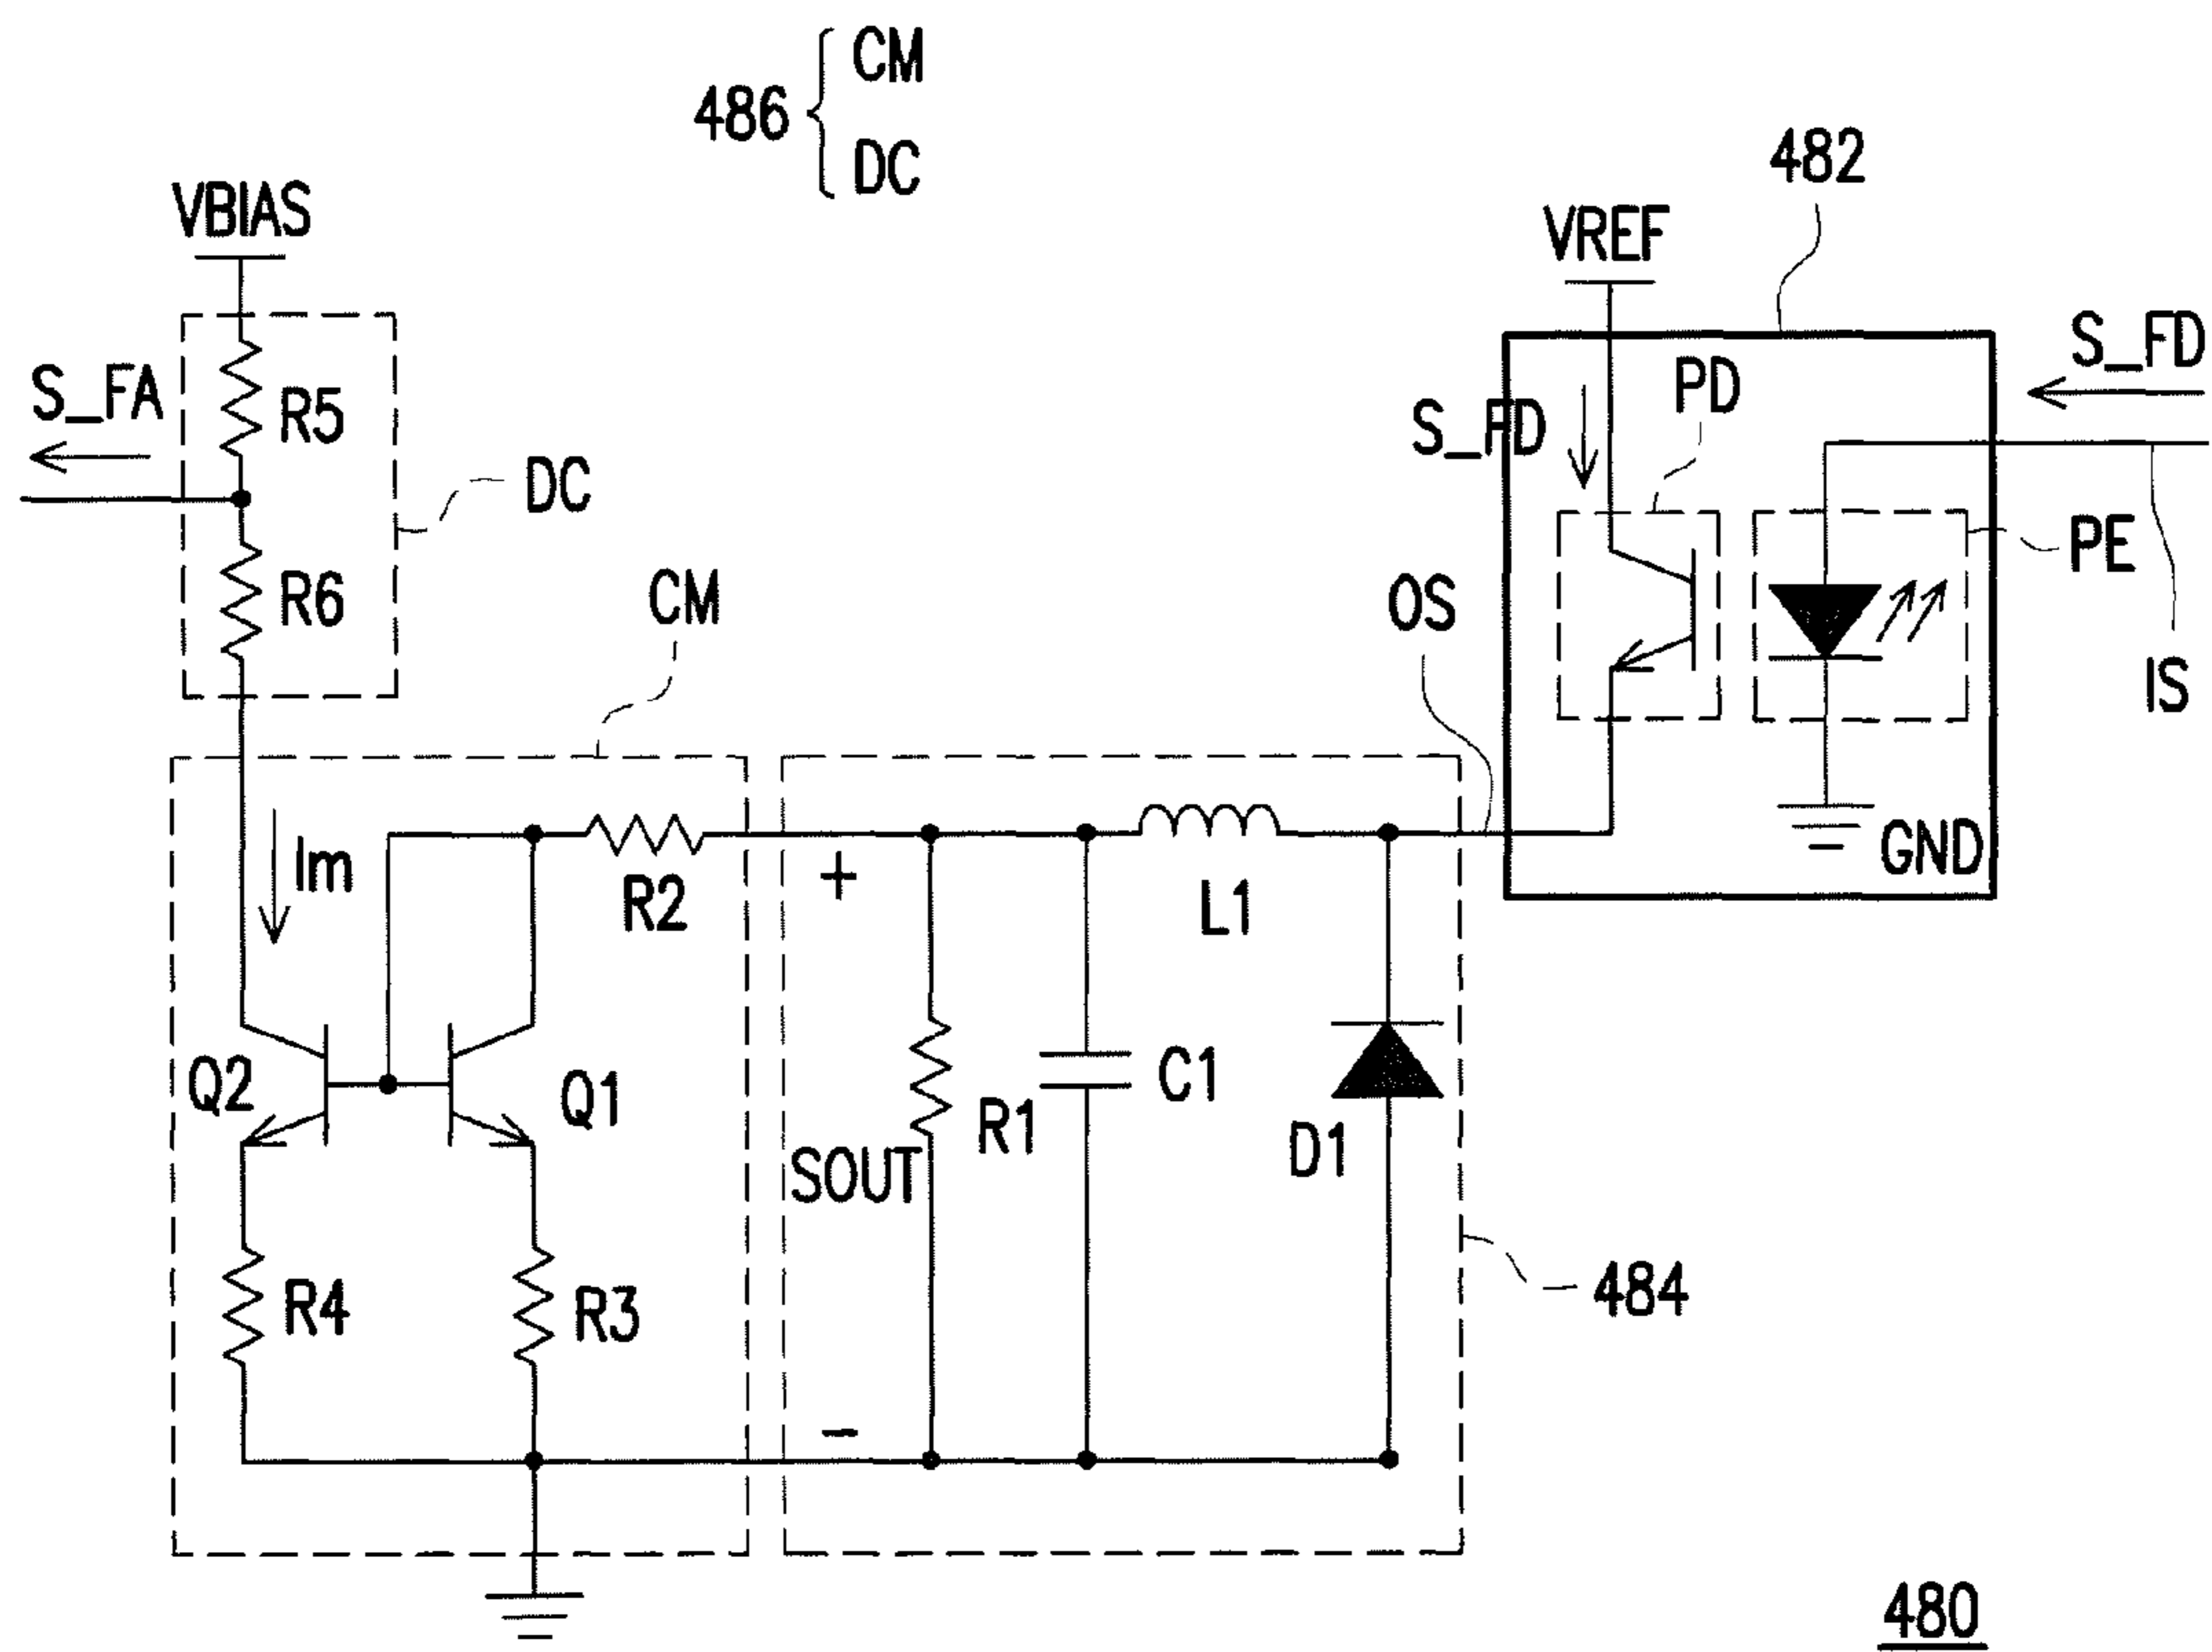 486
CM
DC
482
VBIAS
VREF
S_FD
S_FA
R5
S_FD
PD
DC
PE
R6
CM
OS
IS
Im
R2
+
L1
GND
Q2
Q1
R1
C1
D1
SOUT
R4
R3
484
-
480